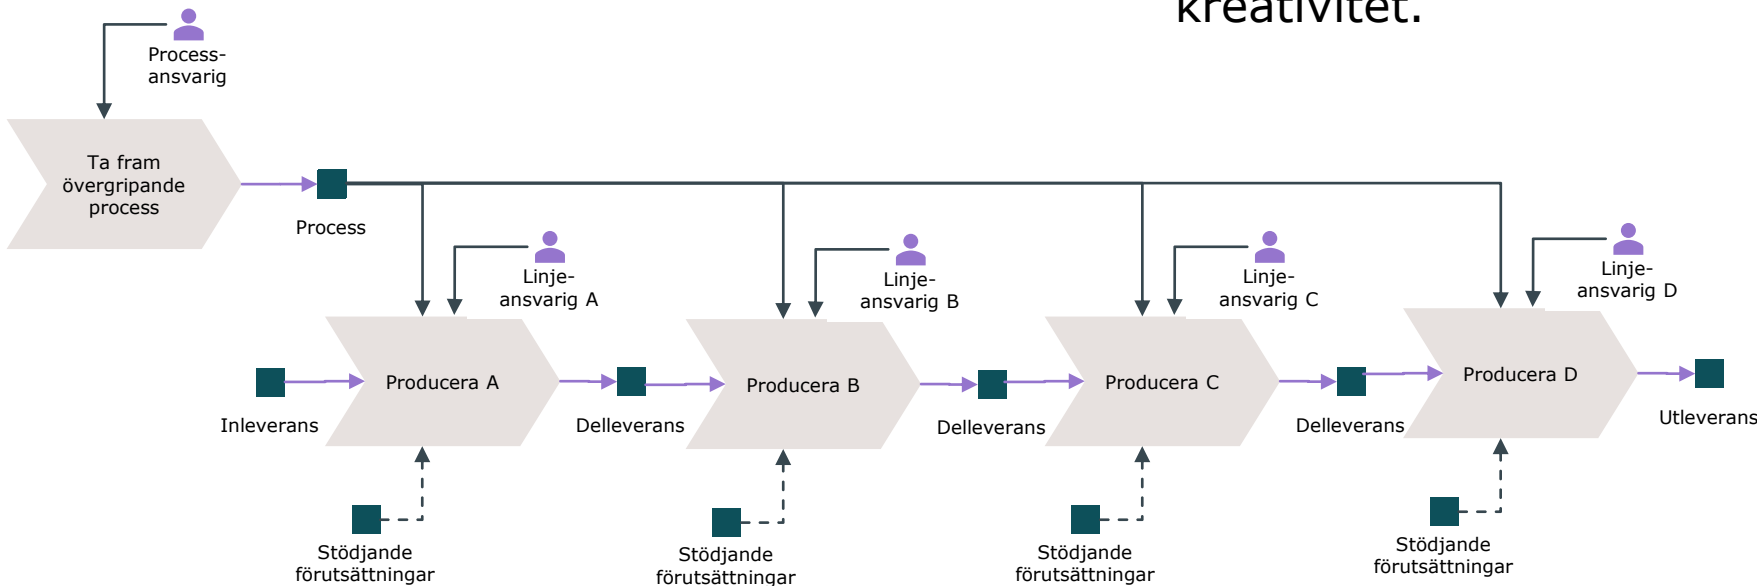 kreativitet.
Process-
ansvarig
Ta fram
övergripande
process
Process
Linje-
ansvarig A
Linje-
ansvarig B
Linje-
ansvarig C
Linje-
ansvarig D
Inleverans
Producera A
Delleverans
Producera B
Delleverans
Producera C
Delleverans
Producera D
Utleverans
Stödjande
förutsättningar
Stödjande
förutsättningar
Stödjande
förutsättningar
Stödjande
förutsättningar